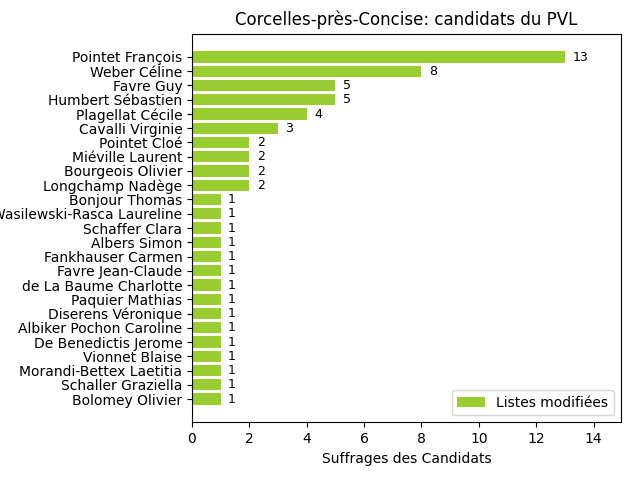 Corcelles-près-Concise: candidats du PVL
Pointet François 13
Weber Céline 8
Favre Guy 5
Humbert Sébastien 5
Plagellat Cécile 4
Cavalli Virginie 3
Pointet Cloé 2
Miéville Laurent 2
Bourgeois Olivier 2
Longchamp Nadège 2
Bonjour Thomas 1
Wasilewski-Rasca Laureline 1
Schaffer Clara 1
Albers Simon 1
Fankhauser Carmen 1
Favre Jean-Claude 1
de La Baume Charlotte 1
Paquier Mathias 1
Diserens Véronique 1
Albiker Pochon Caroline 1
De Benedictis Jerome 1
Vionnet Blaise 1
Morandi-Bettex Laetitia 1
Schaller Graziella 1
Bolomey Olivier 1
Listes modifiées
0 2 4 6 8 10 12 14
Suffrages des Candidats